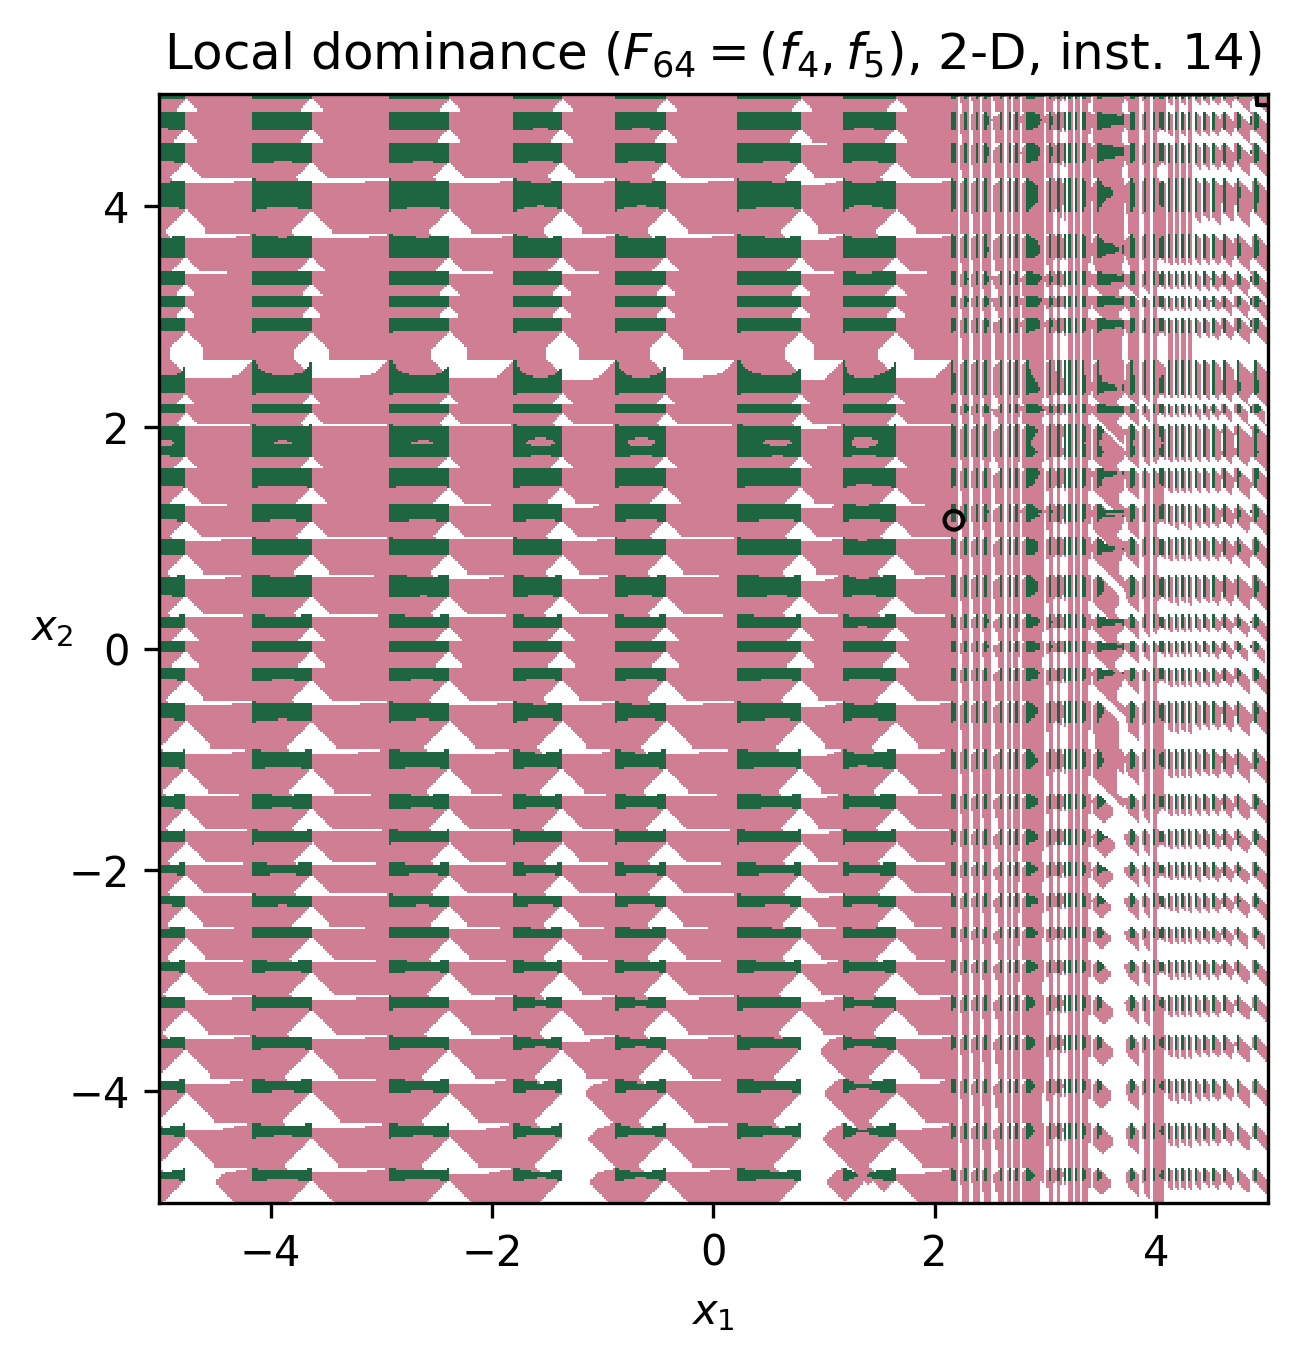 Local dominance (F₆₄ = (f₄, f₅), 2-D, inst. 14)
4
2
x₂
0
−2
−4
−4 −2 0 2 4
x₁